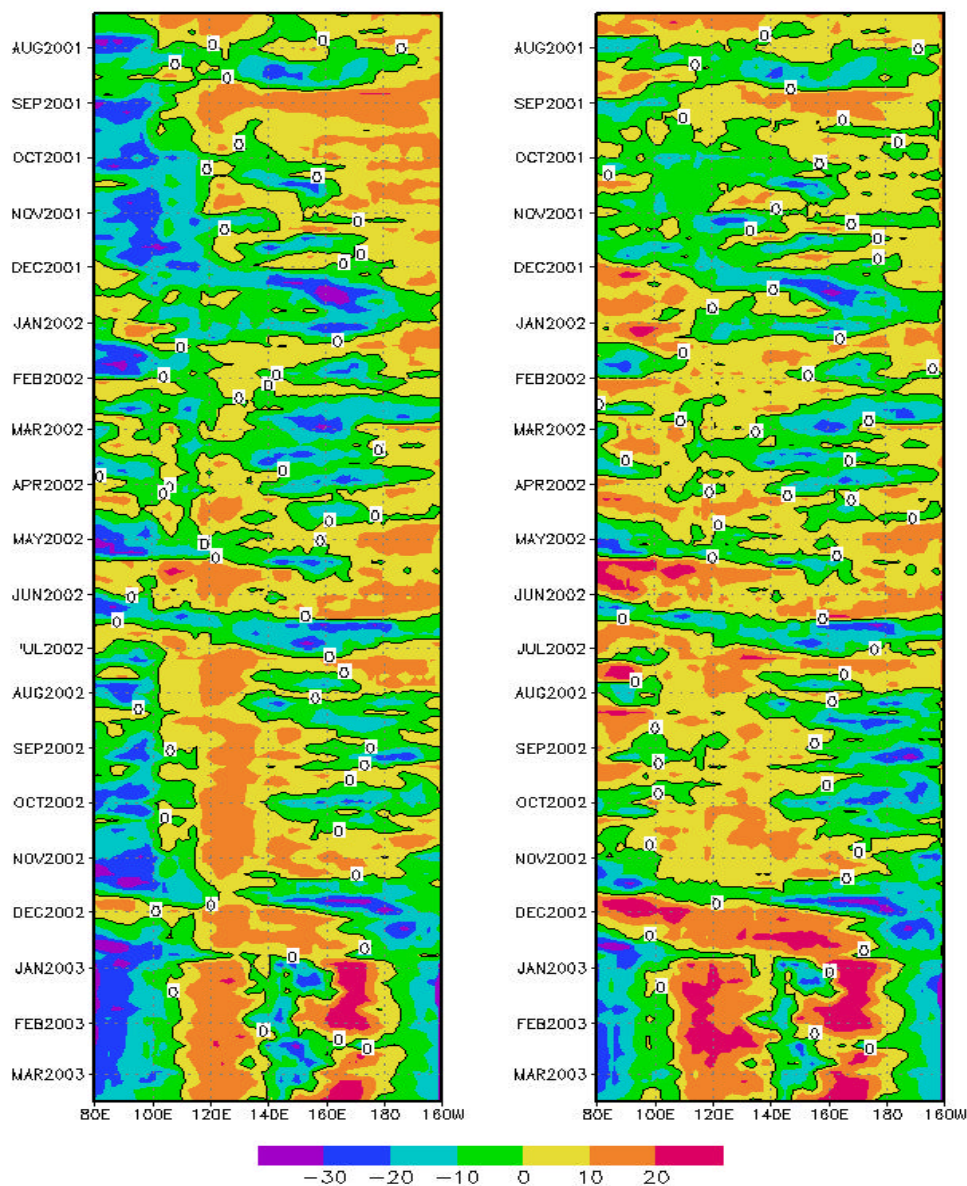 AUG2001 AUG2001
SEP2001 SEP2001
OCT2001 OCT2001
NOV2001 NOV2001
DEC2001 DEC2001
JAN2002 JAN2002
FEB2002 FEB2002
MAR2002 MAR2002
APR2002 APR2002
MAY2002 MAY2002
JUN2002 JUN2002
'UL2002 JUL2002
AUG2002 AUG2002
SEP2002 SEP2002
OCT2002 OCT2002
NOV2002 NOV2002
DEC2002 DEC2002
JAN2003 JAN2003
FEB2003 FEB2003
MAR2003 MAR2003
80E 100E 120E 140E 160E 180 160W 80E 100E 120E 140E 160E 180 160W
-30 -20 -10 0 10 20